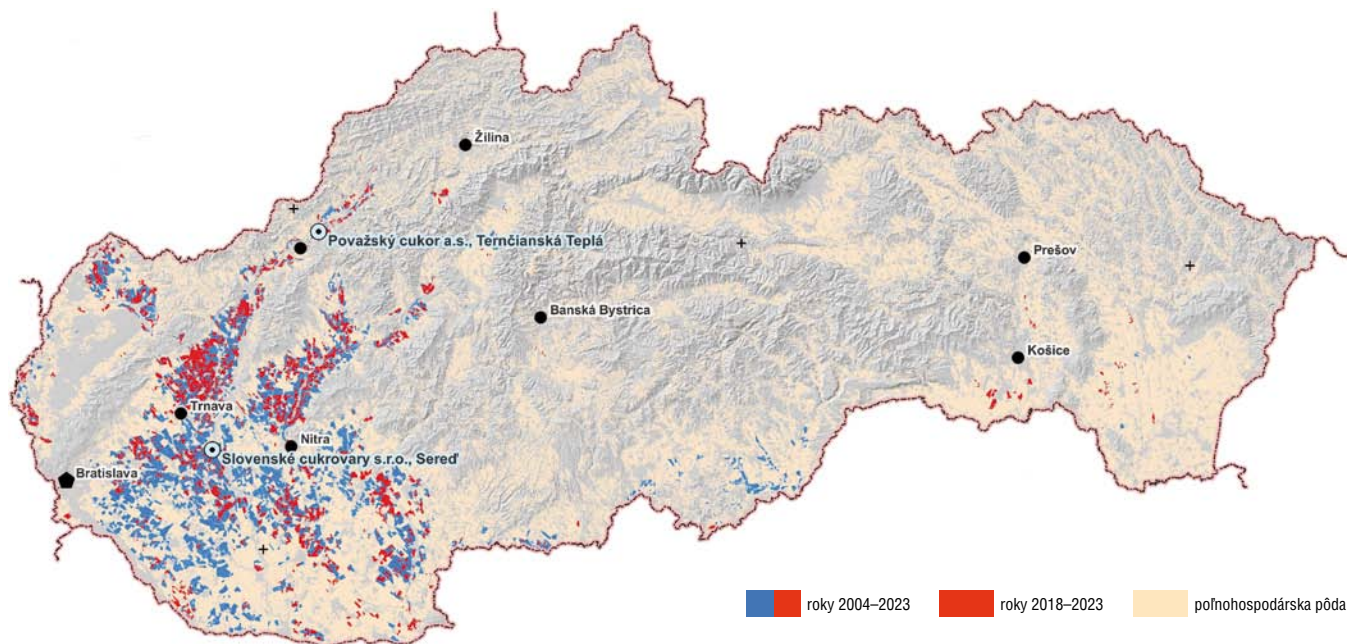 Žilina
Považský cukor a.s., Ternčianská Teplá
Prešov
Banská Bystrica
Košice
Trnava
Nitra
Slovenské cukrovary s.r.o., Sereď
Bratislava
roky 2004–2023
roky 2018–2023
poľnohospodárska pôda